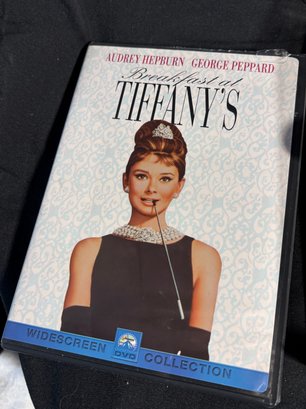 AUDREY HEPBURN GEORGE PEPPARD
Breakfast at
TIFFANY'S
WIDESCREEN DVD COLLECTION